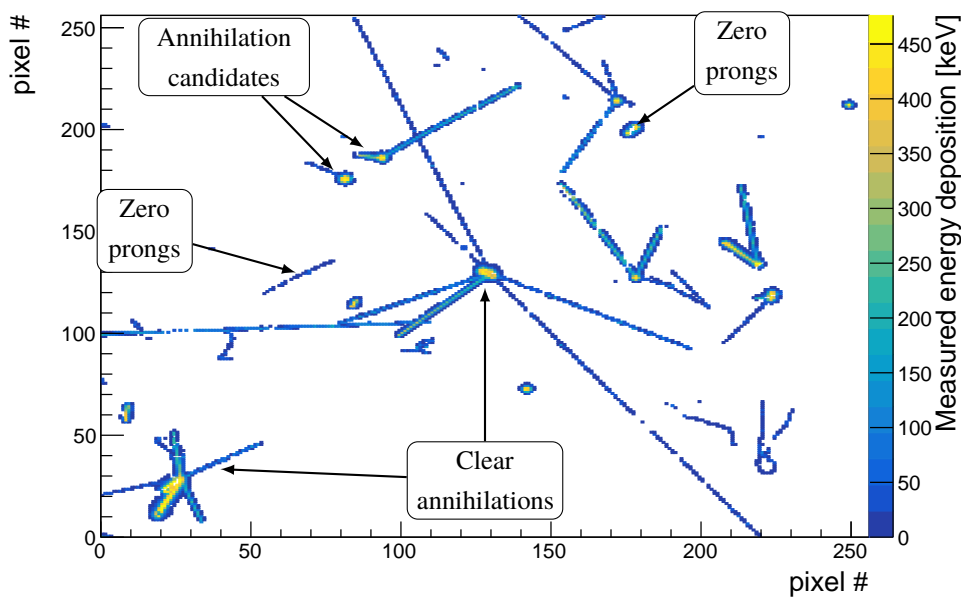 pixel #
250
200
150
100
50
0
0
50
100
150
200
250
pixel #
Annihilation
candidates
Zero
prongs
Zero
prongs
Clear
annihilations
450
400
350
300
250
200
150
100
50
0
Measured energy deposition [keV]